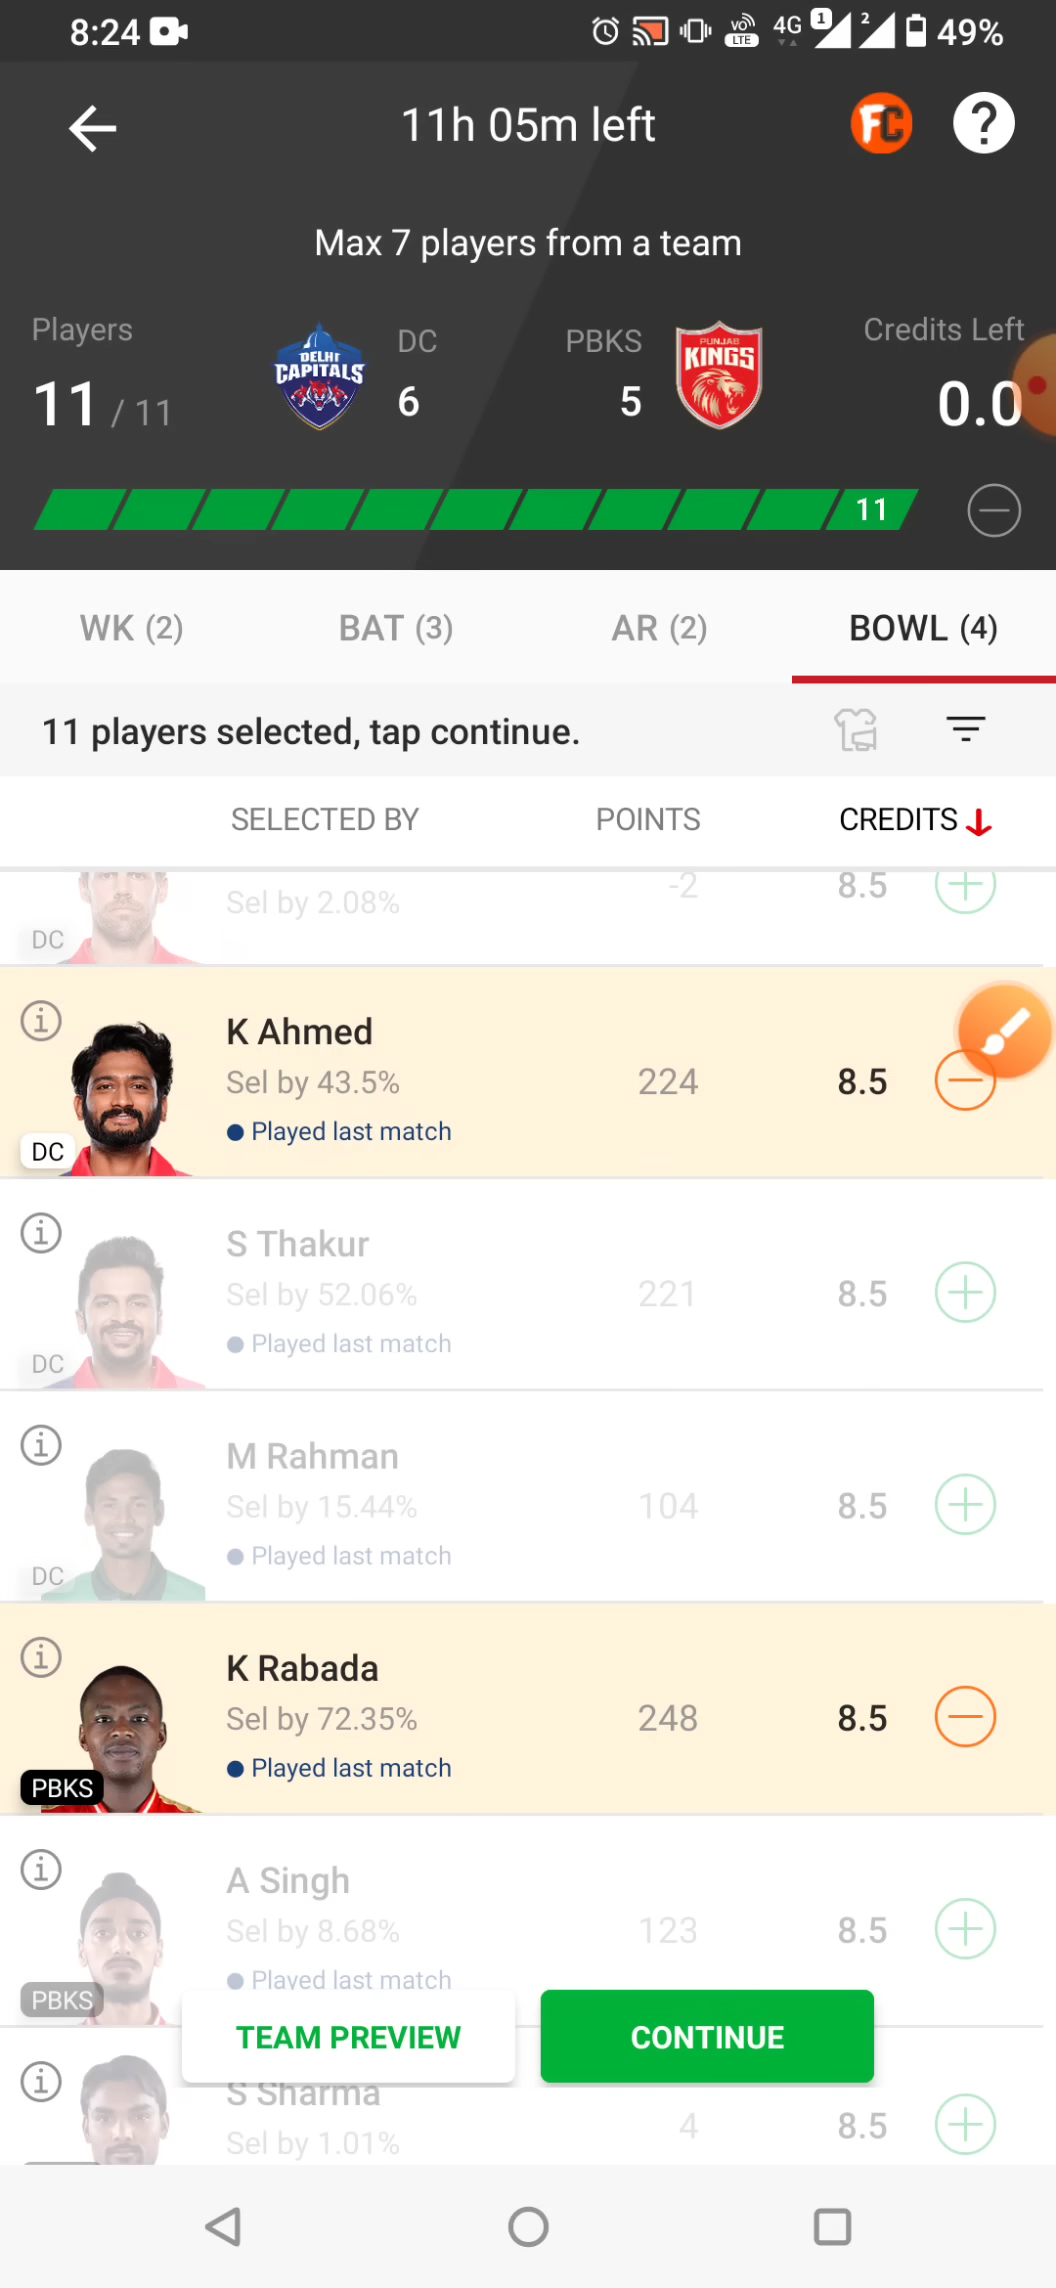 8:24 VO LTE 4G 1 2 49%
11h 05m left FC ?
Max 7 players from a team
Players DC PBKS Credits Left
DELHI CAPITALS PUNJAB KINGS
11 / 11 6 5 0.0
11
WK (2) BAT (3) AR (2) BOWL (4)
11 players selected, tap continue.
SELECTED BY POINTS CREDITS
Sel by 2.08% -2 8.5
DC
K Ahmed
Sel by 43.5% 224 8.5
Played last match
DC
S Thakur
Sel by 52.06% 221 8.5
Played last match
DC
M Rahman
Sel by 15.44% 104 8.5
Played last match
DC
K Rabada
Sel by 72.35% 248 8.5
Played last match
PBKS
A Singh
Sel by 8.68% 123 8.5
Played last match
PBKS
TEAM PREVIEW CONTINUE
S Sharma
Sel by 1.01% 4 8.5